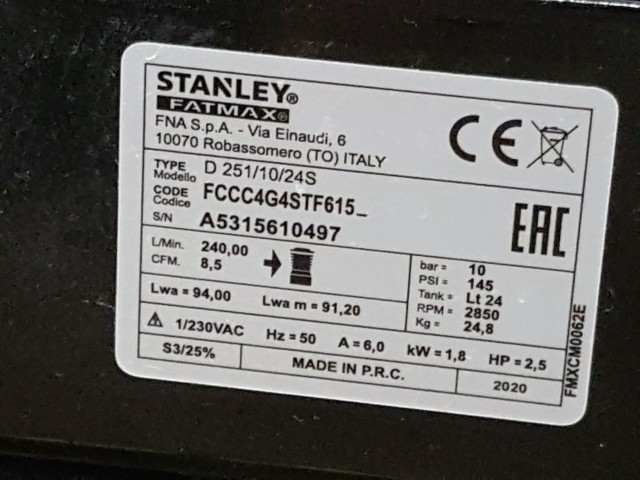 STANLEY®
FATMAX®
FNA S.p.A. - Via Einaudi, 6
10070 Robassomero (TO) ITALY
CE
TYPE
Modello
D 251/10/24S
CODE
Codice
FCCC4G4STF615_
S/N
A5315610497
EAC
L/Min. 240,00
CFM. 8,5
bar = 10
PSI = 145
Tank = Lt 24
RPM = 2850
Kg = 24,8
Lwa = 94,00 Lwa m = 91,20
1/230VAC Hz = 50 A = 6,0 kW = 1,8 HP = 2,5
S3/25% MADE IN P.R.C. 2020
FMXCM0062E